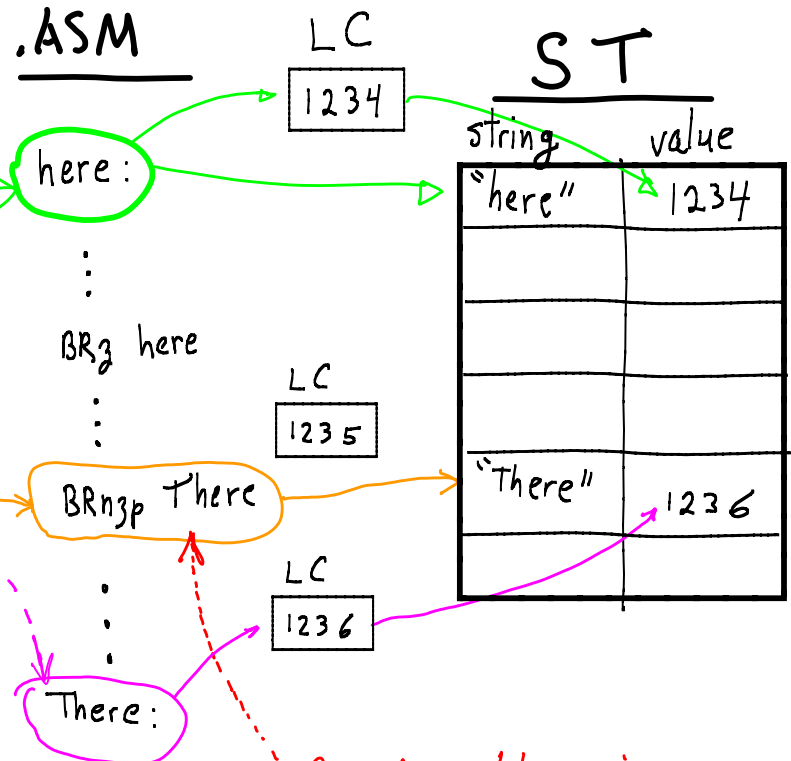 .ASM
LC
ST
1234
string value
here:
"here" 1234
BRz here
LC
1235
BRnzp There
"There" 1236
LC
1236
There: